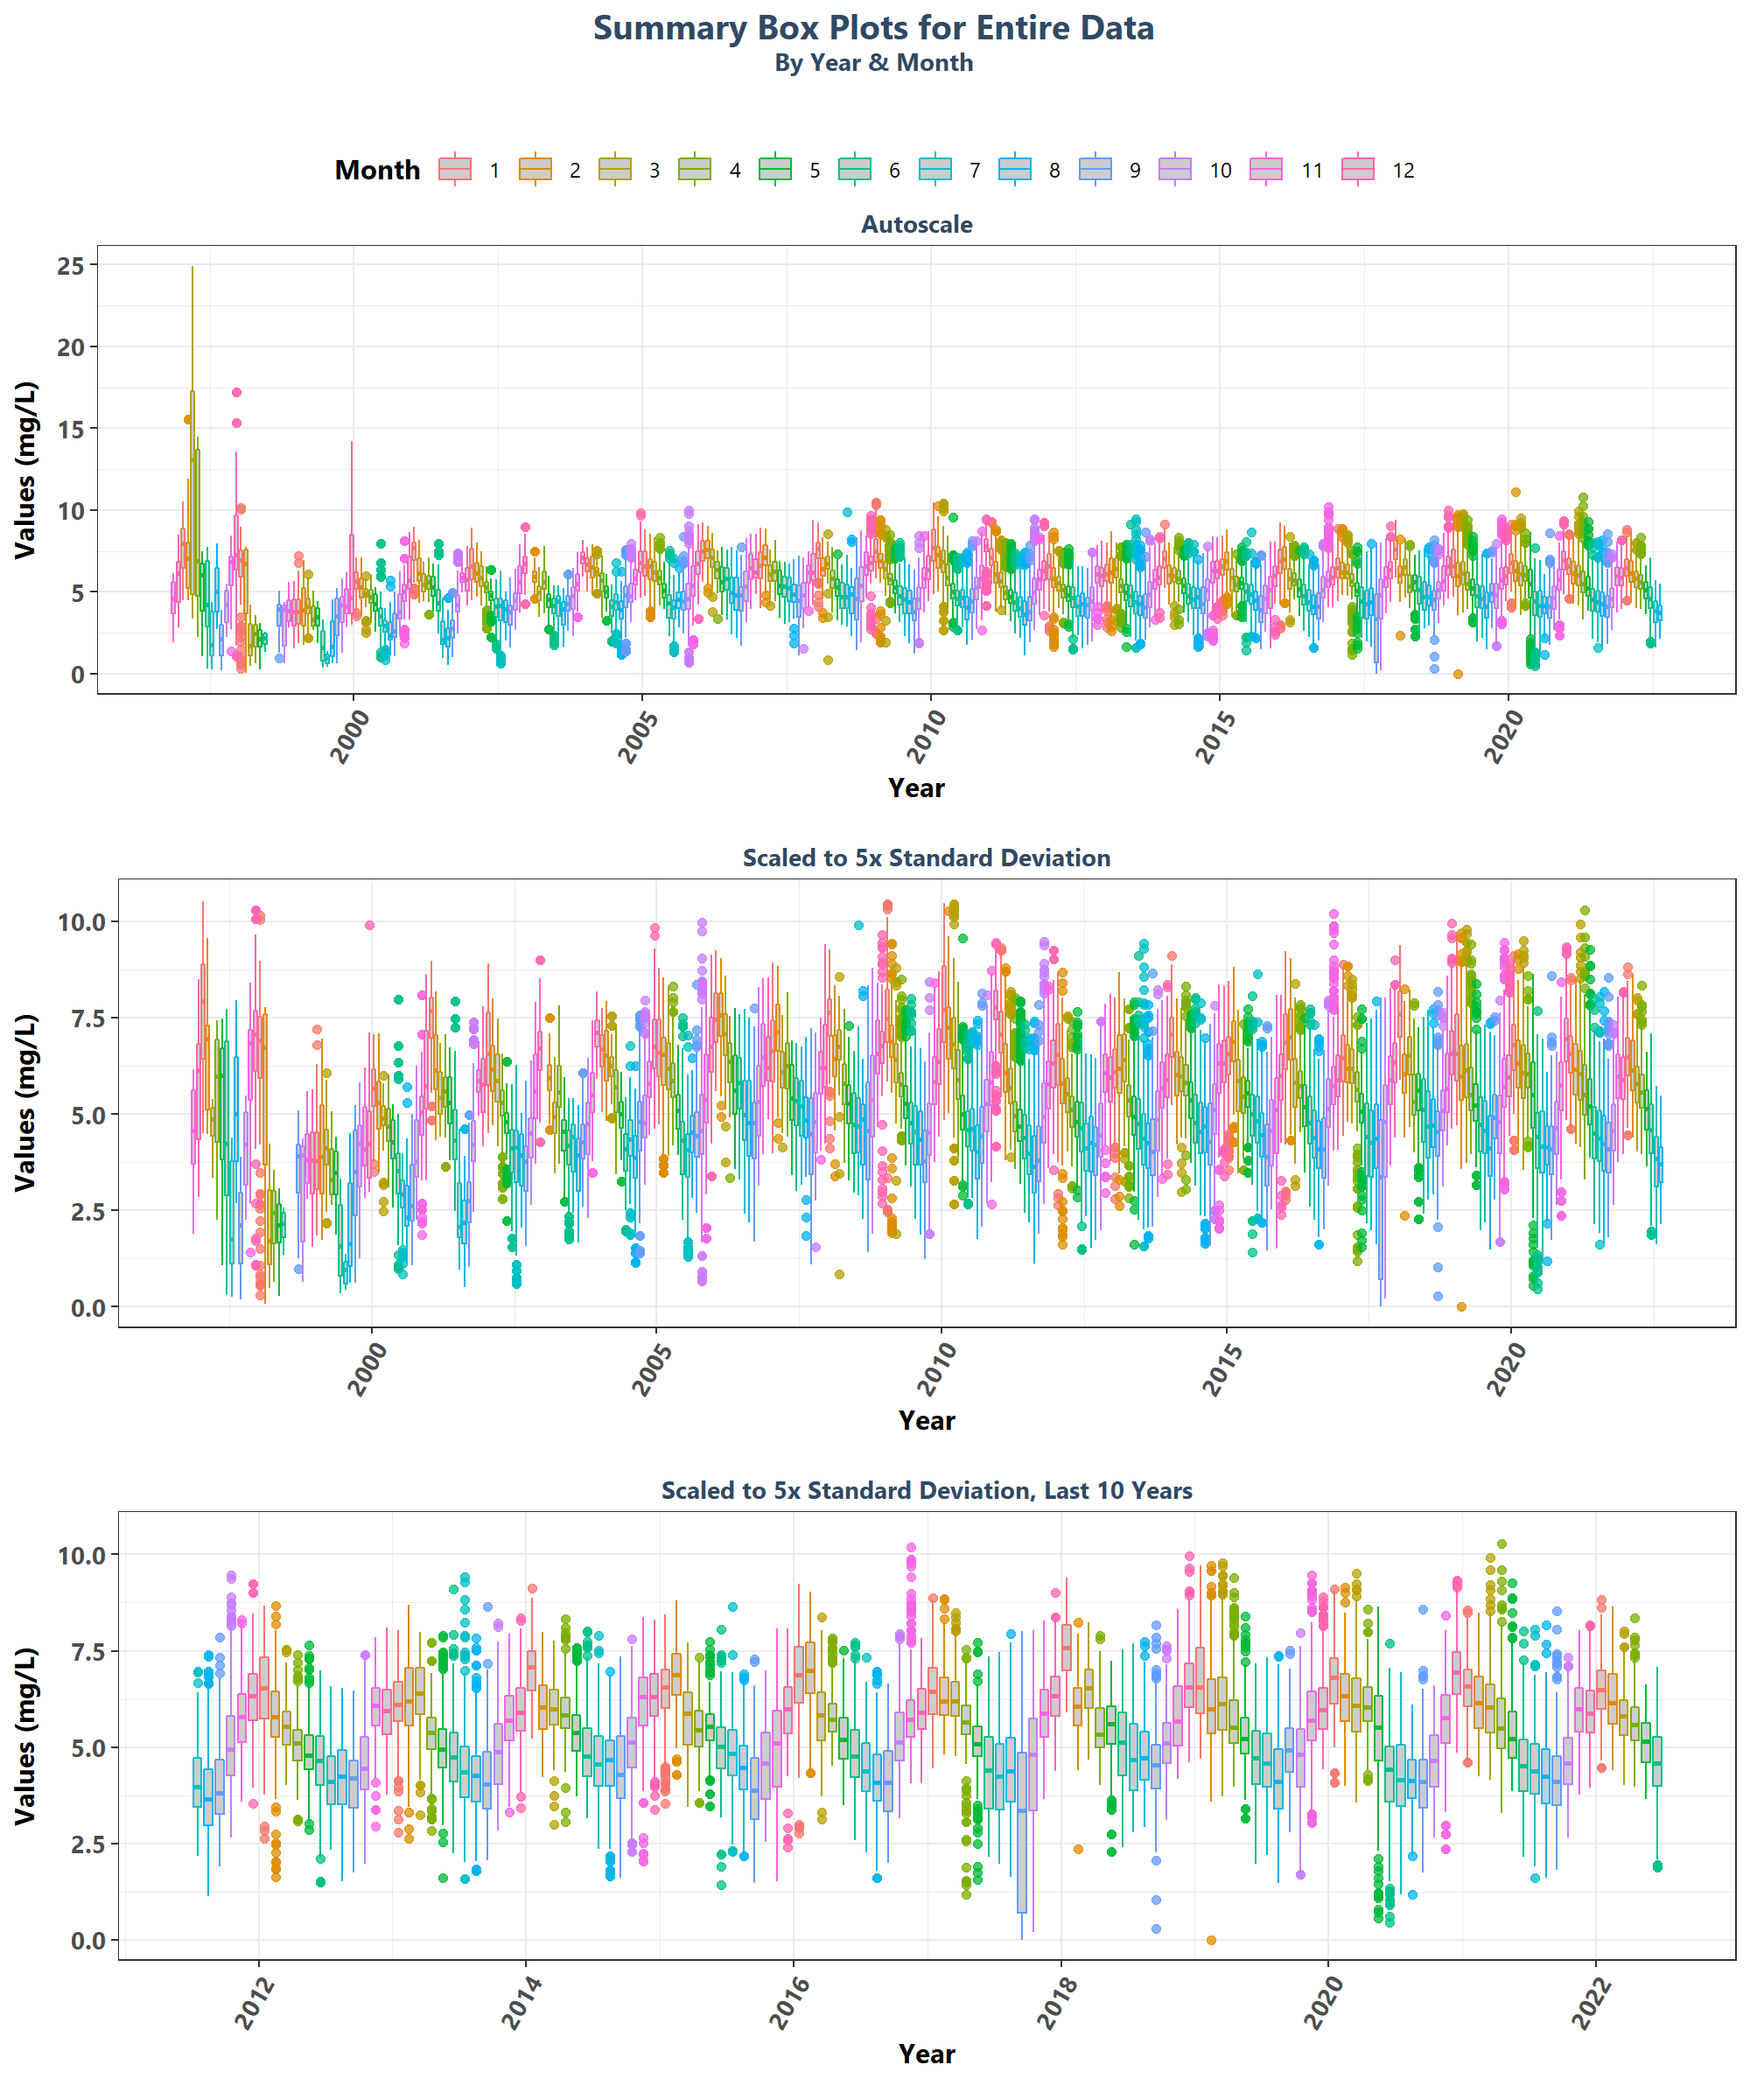 Summary Box Plots for Entire Data
By Year & Month
Month 1 2 3 4 5 6 7 8 9 10 11 12
Autoscale
Values (mg/L)
25
20
15
10
5
0
2000 2005 2010 2015 2020
Year
Scaled to 5x Standard Deviation
Values (mg/L)
10.0
7.5
5.0
2.5
0.0
2000 2005 2010 2015 2020
Year
Scaled to 5x Standard Deviation, Last 10 Years
Values (mg/L)
10.0
7.5
5.0
2.5
0.0
2012 2014 2016 2018 2020 2022
Year